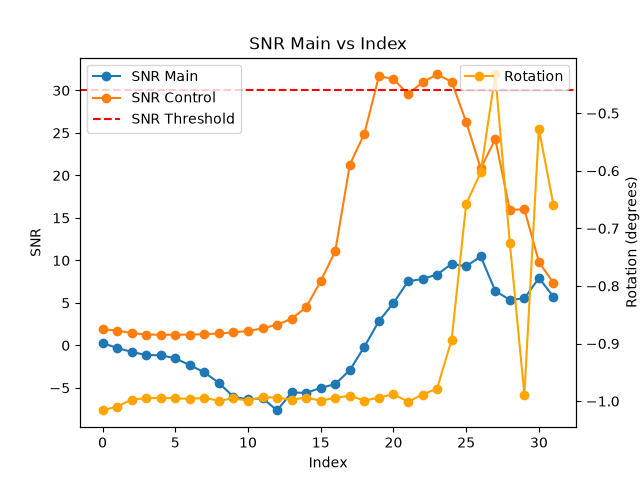 SNR Main vs Index
SNR Main
SNR Control
SNR Threshold
Rotation
30
25
20
15
10
5
0
−5
SNR
−0.5
−0.6
−0.7
−0.8
−0.9
−1.0
Rotation (degrees)
0 5 10 15 20 25 30
Index